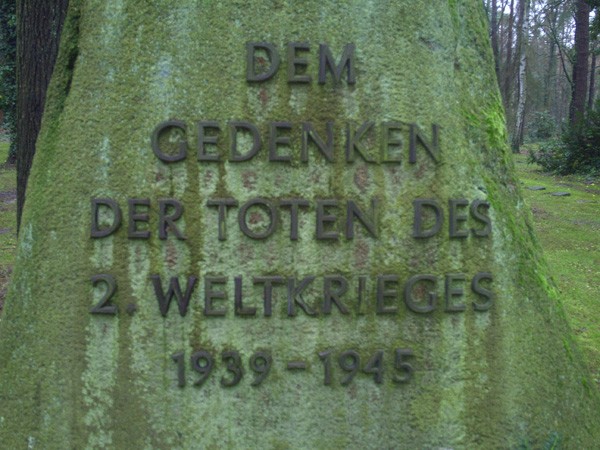 DEM
GEDENKEN
DER TOTEN DES
2. WELTKRIEGES
1939-1945